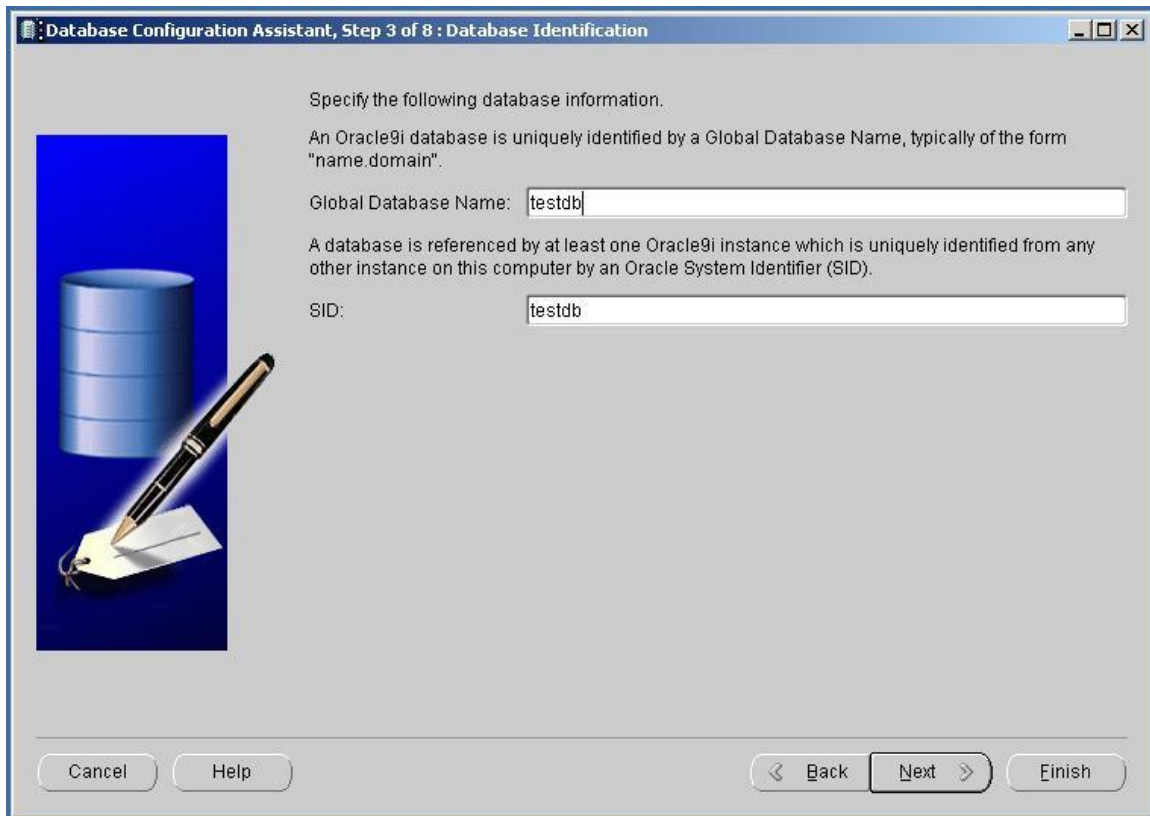 Database Configuration Assistant, Step 3 of 8 : Database Identification
Specify the following database information.
An Oracle9i database is uniquely identified by a Global Database Name, typically of the form
"name.domain".
Global Database Name: testdb
A database is referenced by at least one Oracle9i instance which is uniquely identified from any
other instance on this computer by an Oracle System Identifier (SID).
SID: testdb
Cancel Help Back Next Finish